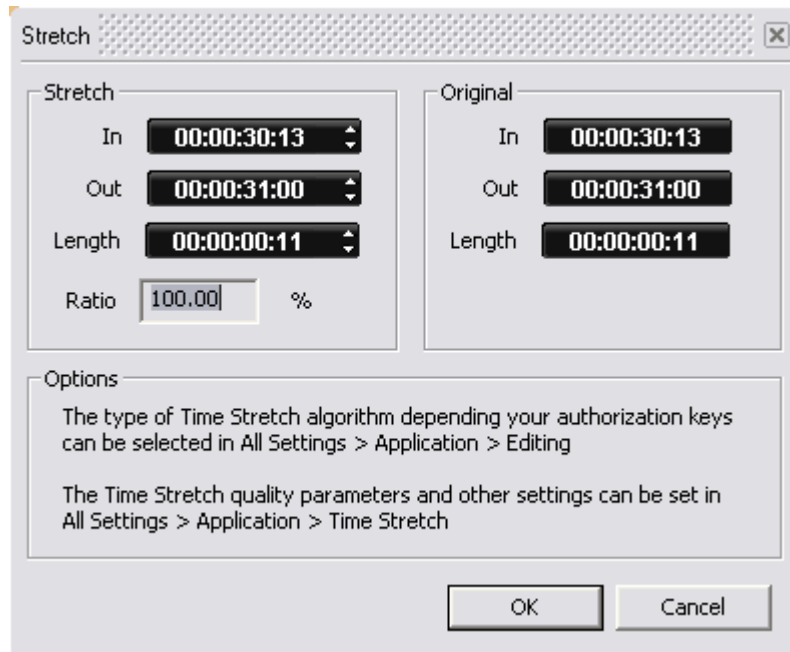 Stretch
Stretch
In 00:00:30:13
Out 00:00:31:00
Length 00:00:00:11
Ratio 100.00 %
Original
In 00:00:30:13
Out 00:00:31:00
Length 00:00:00:11
Options
The type of Time Stretch algorithm depending your authorization keys
can be selected in All Settings > Application > Editing
The Time Stretch quality parameters and other settings can be set in
All Settings > Application > Time Stretch
OK Cancel